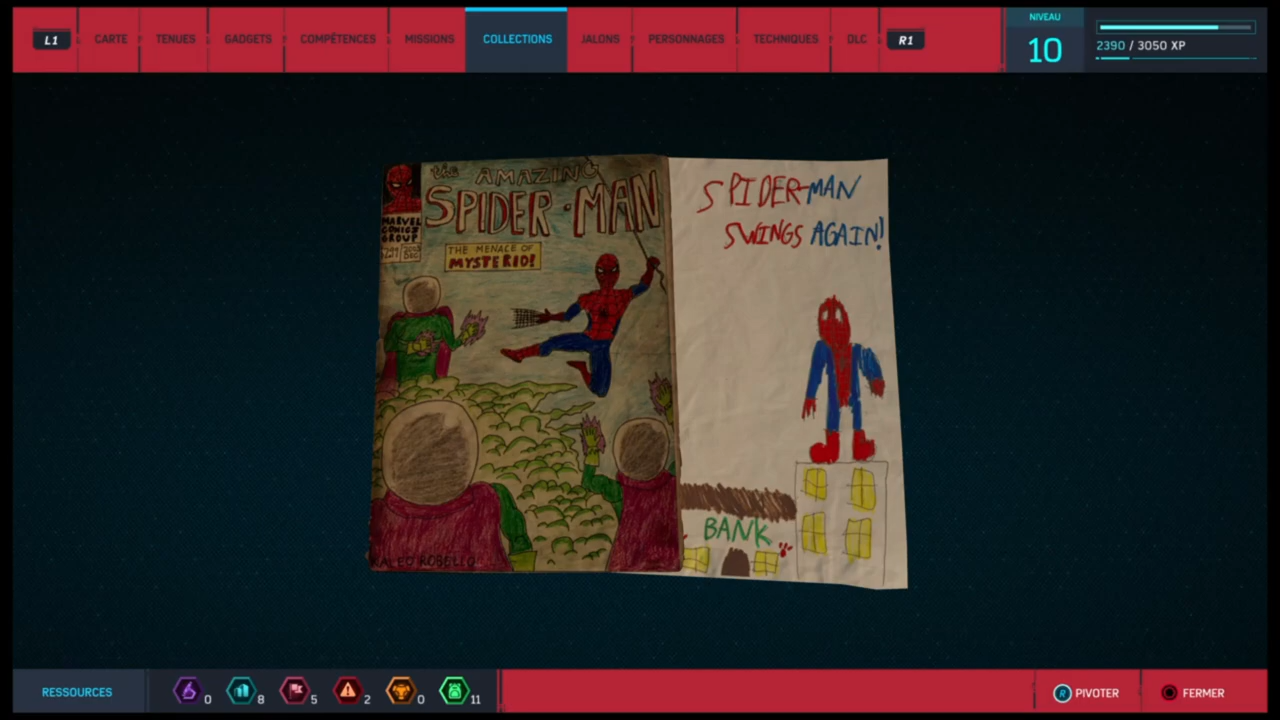 L1 CARTE TENUES GADGETS COMPÉTENCES MISSIONS COLLECTIONS JALONS PERSONNAGES TECHNIQUES DLC R1
NIVEAU
10
2390 / 3050 XP
the AMAZING
SPIDER-MAN
MARVEL
COMICS
GROUP
THE MENACE OF
MYSTERIO!
KALEO ROBELLO
SPIDER-MAN
SWINGS AGAIN!
BANK
RESSOURCES
0 8 5 2 0 11
R PIVOTER
FERMER